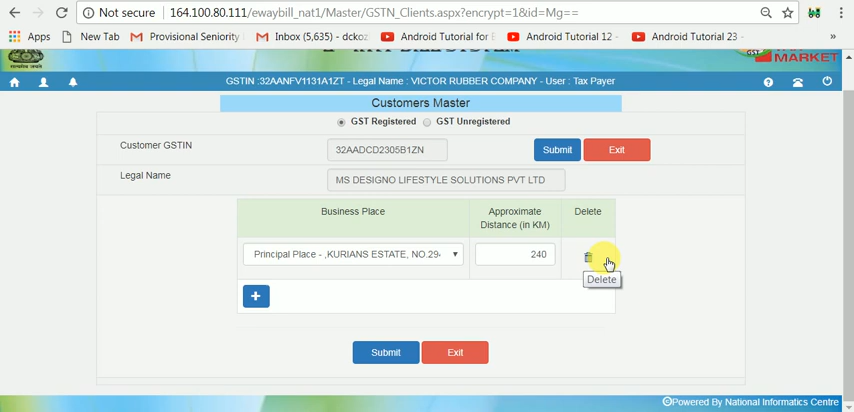 Not secure | 164.100.80.111/ewaybill_nat1/Master/GSTN_Clients.aspx?encrypt=1&id=Mg==
Apps New Tab Provisional Seniority Inbox (5,635) - dckoz Android Tutorial for B Android Tutorial 12 - Android Tutorial 23 - »
MARKET
GSTIN :32AANFV1131A1ZT - Legal Name : VICTOR RUBBER COMPANY - User : Tax Payer
Customers Master
GST Registered GST Unregistered
Customer GSTIN 32AADCD2305B1ZN Submit Exit
Legal Name MS DESIGNO LIFESTYLE SOLUTIONS PVT LTD
Business Place Approximate Distance (in KM) Delete
Principal Place - ,KURIANS ESTATE, NO.294 240
Delete
+
Submit Exit
©Powered By National Informatics Centre